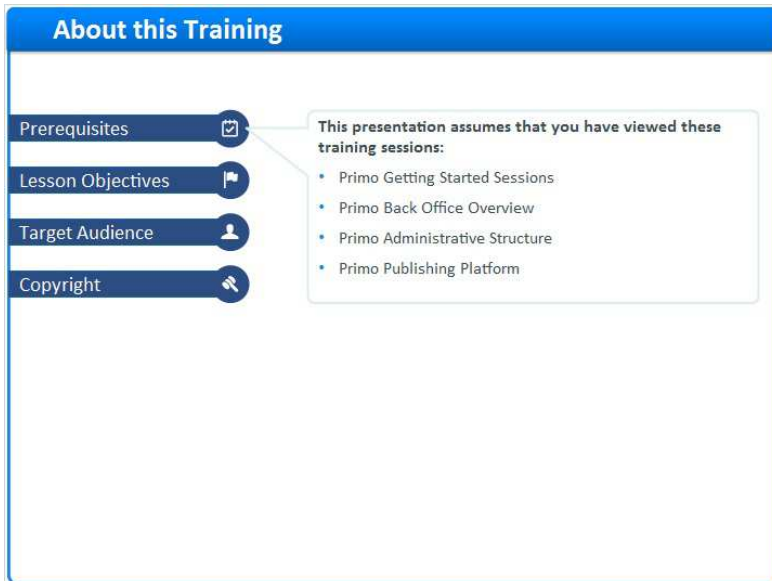 About this Training
Prerequisites
Lesson Objectives
Target Audience
Copyright
This presentation assumes that you have viewed these
training sessions:
• Primo Getting Started Sessions
• Primo Back Office Overview
• Primo Administrative Structure
• Primo Publishing Platform